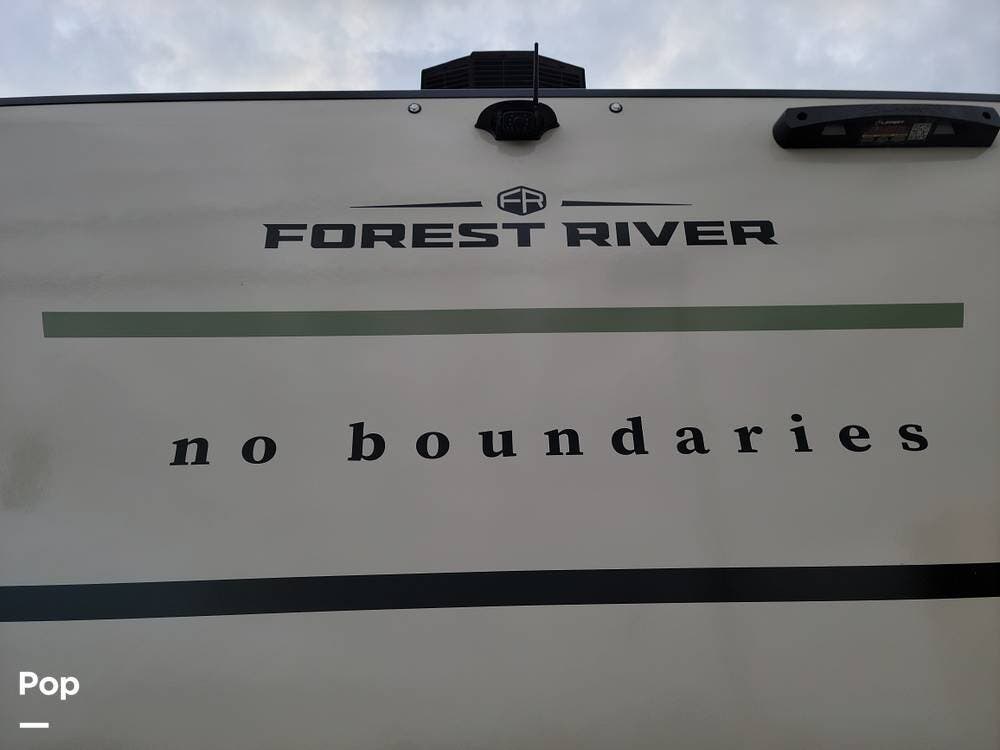 FR
FOREST RIVER
no boundaries
Pop